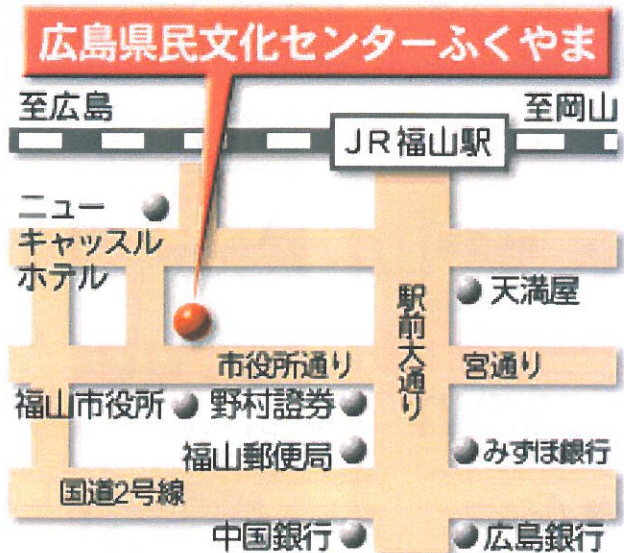 広島県民文化センターふくやま
至広島
至岡山
JR福山駅
ニュー
キャッスル
ホテル
天満屋
駅前大通り
市役所通り
宮通り
福山市役所
野村證券
福山郵便局
みずほ銀行
国道2号線
中国銀行
広島銀行